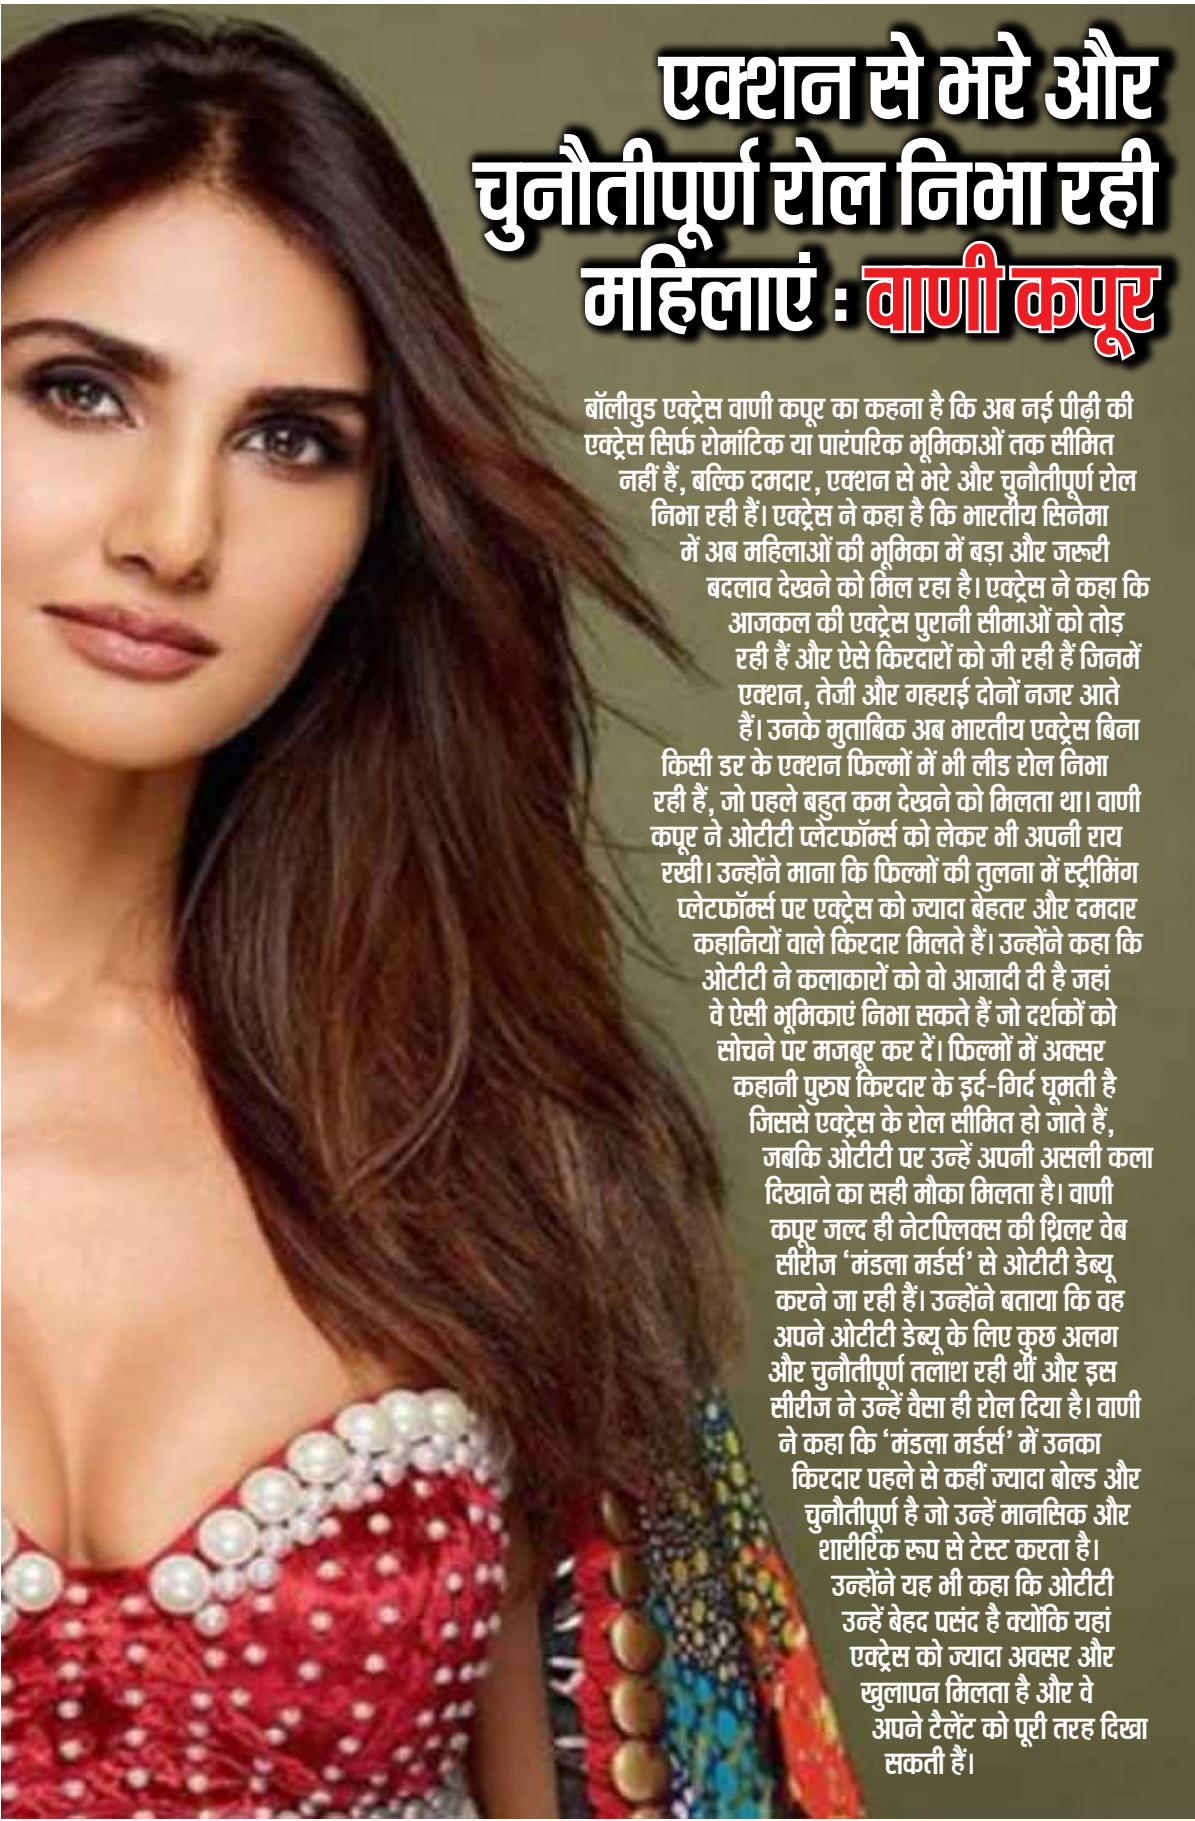 एक्शन से भरे और
चुनौतीपूर्ण रोल निभा रही
महिलाएं : वाणी कपूर
बॉलीवुड एक्ट्रेस वाणी कपूर का कहना है कि अब नई पीढ़ी की
एक्ट्रेस सिर्फ रोमांटिक या पारंपरिक भूमिकाओं तक सीमित
नहीं हैं, बल्कि दमदार, एक्शन से भरे और चुनौतीपूर्ण रोल
निभा रही हैं। एक्ट्रेस ने कहा है कि भारतीय सिनेमा
में अब महिलाओं की भूमिका में बड़ा और जरूरी
बदलाव देखने को मिल रहा है। एक्ट्रेस ने कहा कि
आजकल की एक्ट्रेस पुरानी सीमाओं को तोड़
रही हैं और ऐसे किरदारों को जी रही हैं जिनमें
एक्शन, तेज़ी और गहराई दोनों नजर आते
हैं। उनके मुताबिक अब भारतीय एक्ट्रेस बिना
किसी डर के एक्शन फिल्मों में भी लीड रोल निभा
रही हैं, जो पहले बहुत कम देखने को मिलता था। वाणी
कपूर ने ओटीटी प्लेटफॉर्म्स को लेकर भी अपनी राय
रखी। उन्होंने माना कि फिल्मों की तुलना में स्ट्रीमिंग
प्लेटफॉर्म्स पर एक्ट्रेस को ज्यादा बेहतर और दमदार
कहानियों वाले किरदार मिलते हैं। उन्होंने कहा कि
ओटीटी ने कलाकारों को वो आजादी दी है जहां
वे ऐसी भूमिकाएं निभा सकते हैं जो दर्शकों को
सोचने पर मजबूर कर दें। फिल्मों में अक्सर
कहानी पुरुष किरदार के इर्द-गिर्द घूमती है
जिससे एक्ट्रेस के रोल सीमित हो जाते हैं,
जबकि ओटीटी पर उन्हें अपनी असली कला
दिखाने का सही मौका मिलता है। वाणी
कपूर जल्द ही नेटफ्लिक्स की थ्रिलर वेब
सीरीज ‘मंडला मर्डर्स’ से ओटीटी डेब्यू
करने जा रही हैं। उन्होंने बताया कि वह
अपने ओटीटी डेब्यू के लिए कुछ अलग
और चुनौतीपूर्ण तलाश रही थीं और इस
सीरीज ने उन्हें वैसा ही रोल दिया है। वाणी
ने कहा कि ‘मंडला मर्डर्स’ में उनका
किरदार पहले से कहीं ज्यादा बोल्ड और
चुनौतीपूर्ण है जो उन्हें मानसिक और
शारीरिक रूप से टेस्ट करता है।
उन्होंने यह भी कहा कि ओटीटी
उन्हें बेहद पसंद है क्योंकि यहां
एक्ट्रेस को ज्यादा अवसर और
खुलापन मिलता है और वे
अपने टैलेंट को पूरी तरह दिखा
सकती हैं।